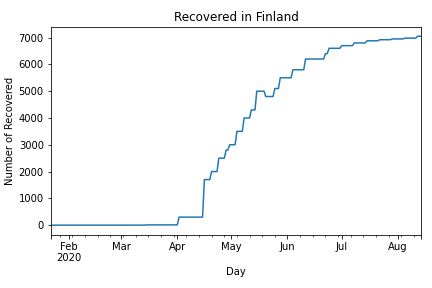 Recovered in Finland
Number of Recovered
7000
6000
5000
4000
3000
2000
1000
0
Feb
2020
Mar
Apr
May
Jun
Jul
Aug
Day